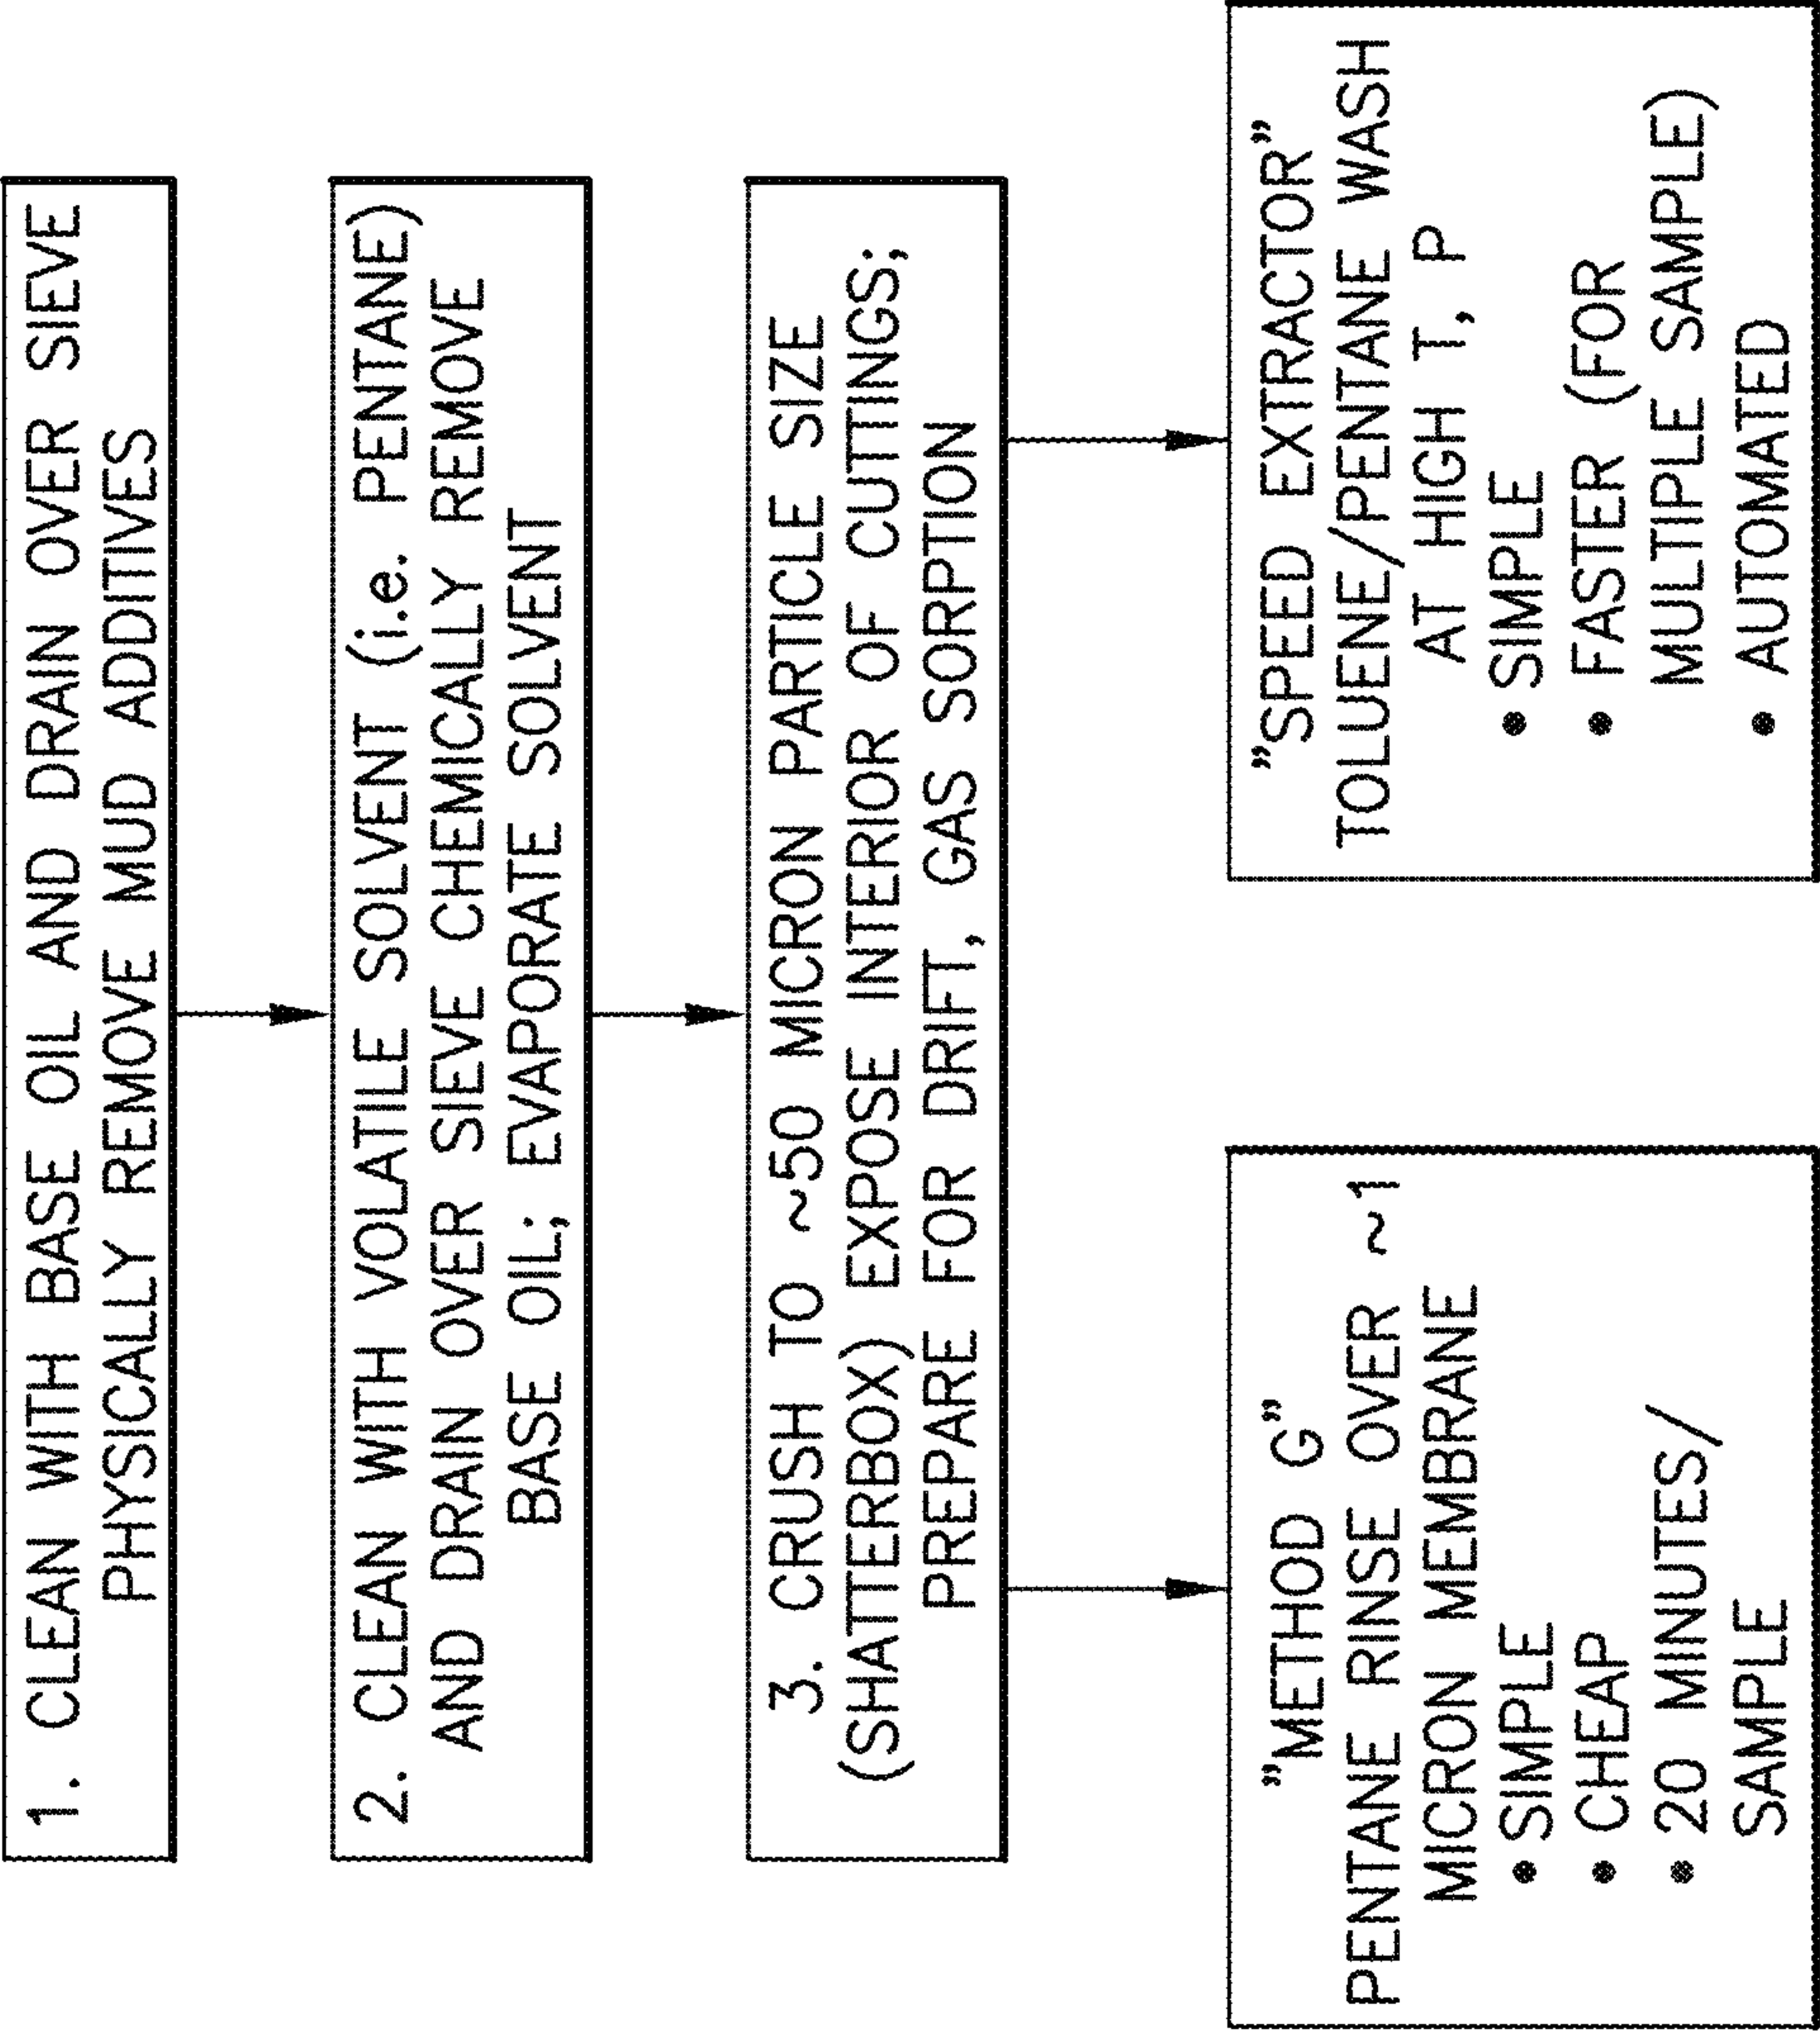 1. CLEAN WITH BASE OIL AND DRAIN OVER SIEVE
PHYSICALLY REMOVE MUD ADDITIVES
2. CLEAN WITH VOLATILE SOLVENT (i.e. PENTANE)
AND DRAIN OVER SIEVE CHEMICALLY REMOVE
BASE OIL; EVAPORATE SOLVENT
3. CRUSH TO ~50 MICRON PARTICLE SIZE
(SHATTERBOX) EXPOSE INTERIOR OF CUTTINGS;
PREPARE FOR DRIFT, GAS SORPTION
"METHOD G"
PENTANE RINSE OVER ~1
MICRON MEMBRANE
• SIMPLE
• CHEAP
• 20 MINUTES/
SAMPLE
"SPEED EXTRACTOR"
TOLUENE/PENTANE WASH
AT HIGH T, P
• SIMPLE
• FASTER (FOR
MULTIPLE SAMPLE)
• AUTOMATED